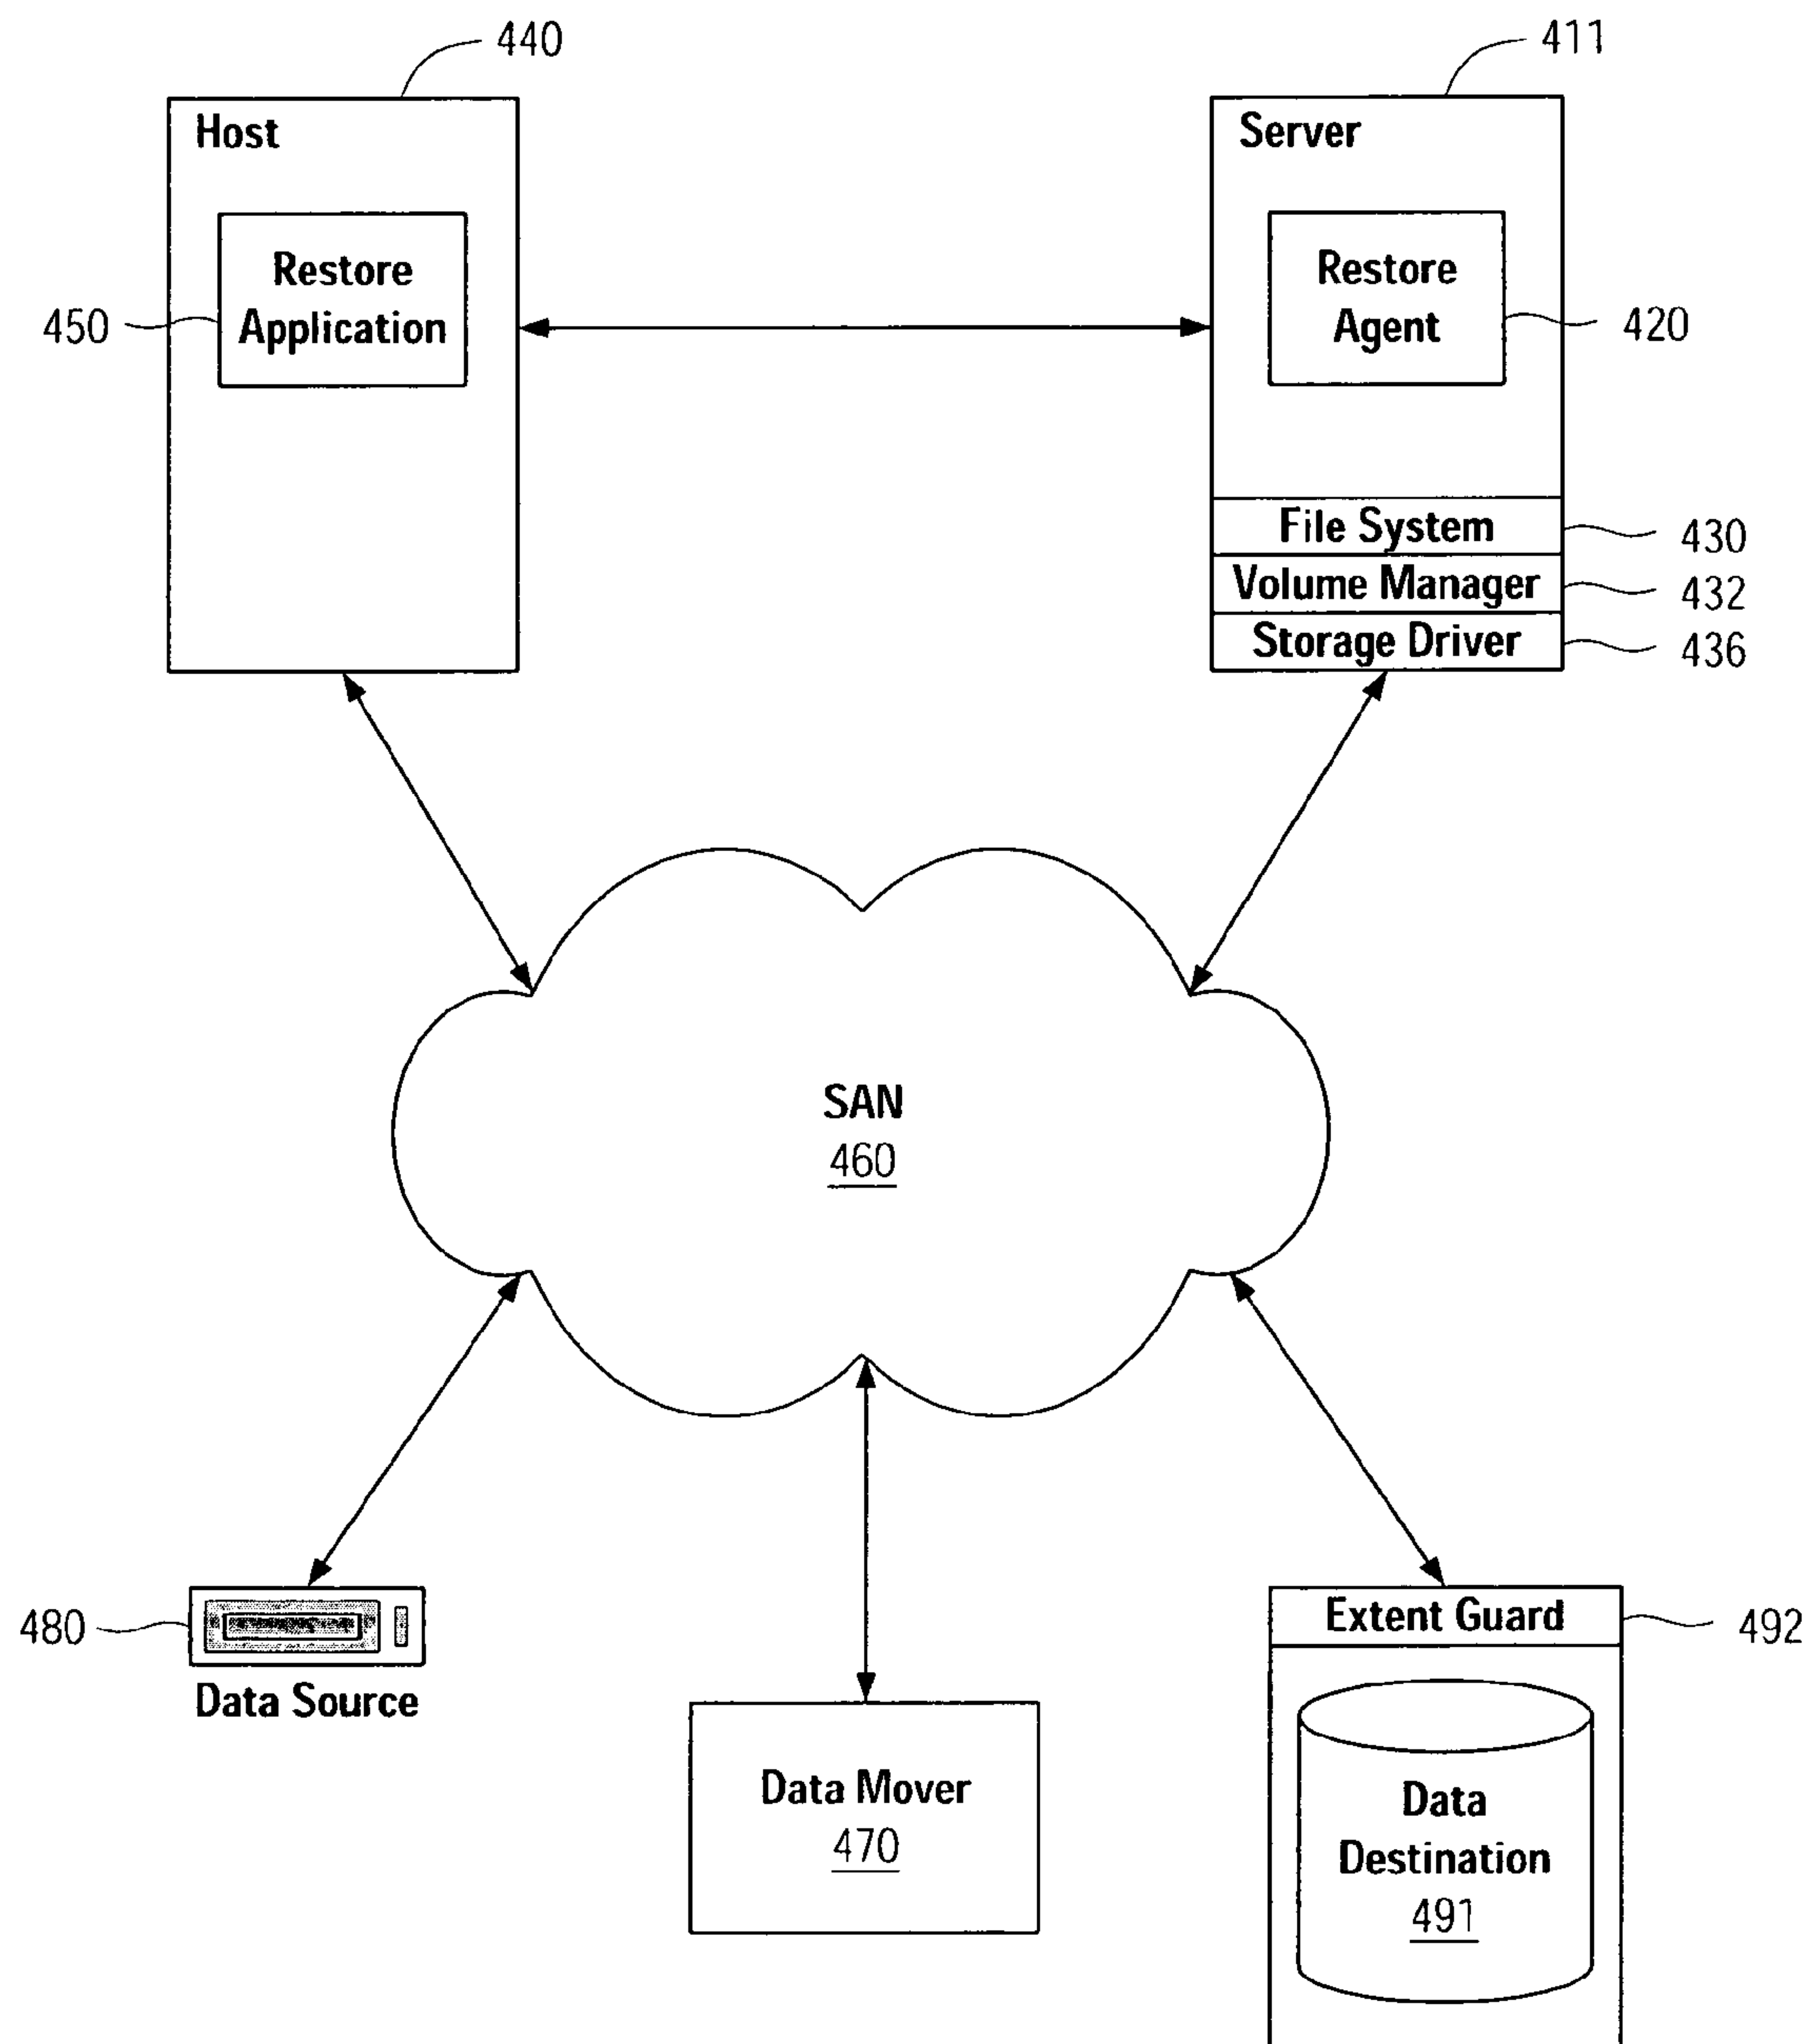 440
411
Host
Server
Restore
Application
450
Restore
Agent
420
File System
430
Volume Manager
432
Storage Driver
436
SAN
460
480
Data Source
Extent Guard
492
Data Mover
470
Data
Destination
491